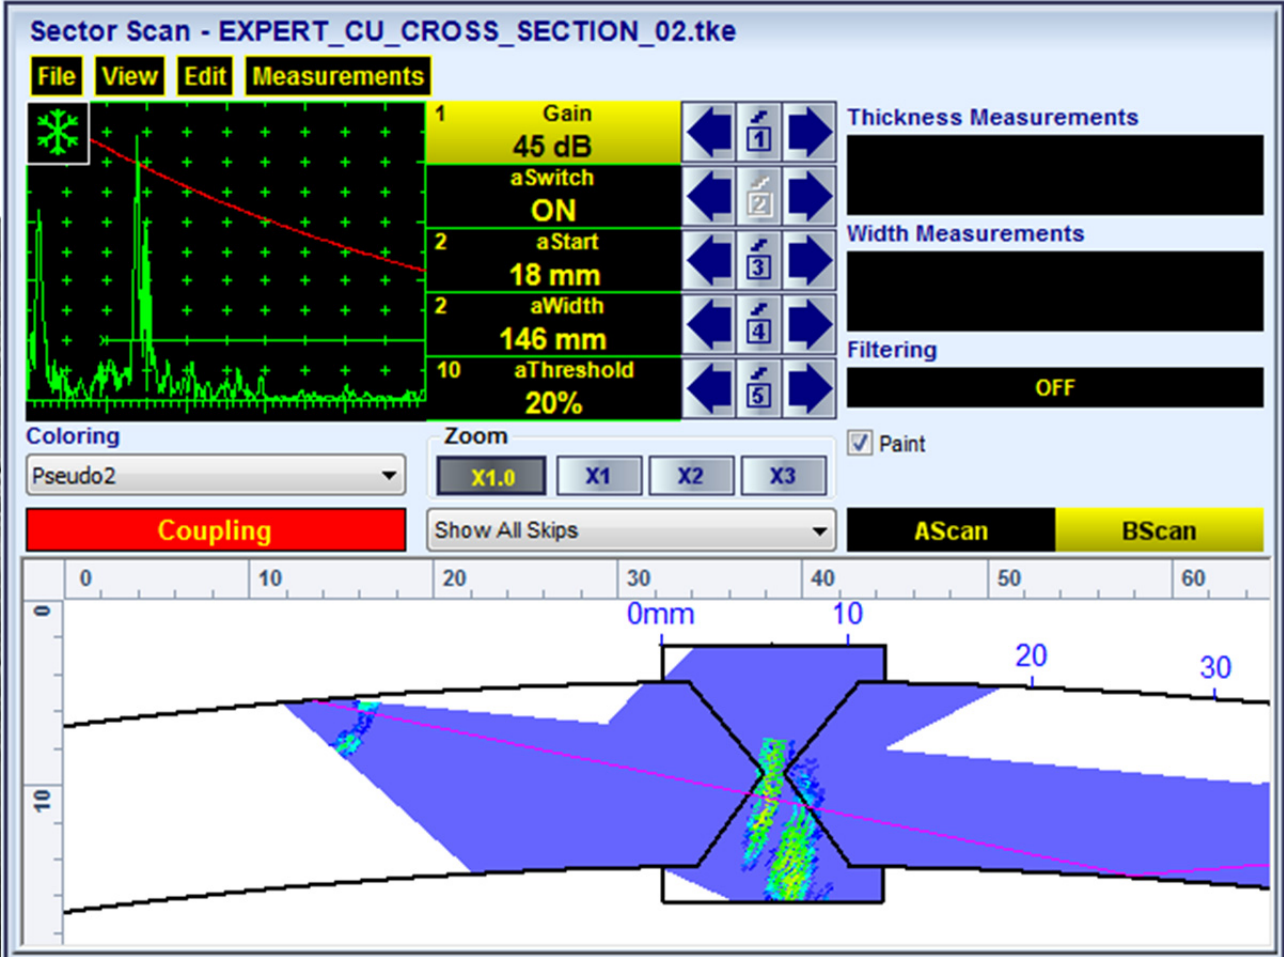 Sector Scan - EXPERT_CU_CROSS_SECTION_02.tke
File View Edit Measurements
1 Gain
45 dB
1
aSwitch
ON
2
2 aStart
18 mm
3
2 aWidth
146 mm
4
10 aThreshold
20%
5
Thickness Measurements
Width Measurements
Filtering
OFF
Coloring
Pseudo2
Zoom
X1.0 X1 X2 X3
Paint
Coupling
Show All Skips
AScan BScan
0 10 20 30 40 50 60
0
10
0mm 10 20 30